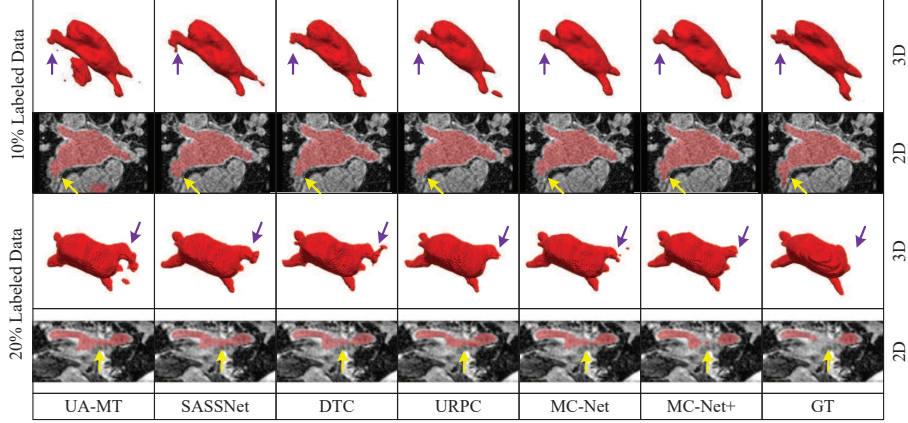 10% Labeled Data
3D
2D
20% Labeled Data
3D
2D
UA-MT SASSNet DTC URPC MC-Net MC-Net+ GT